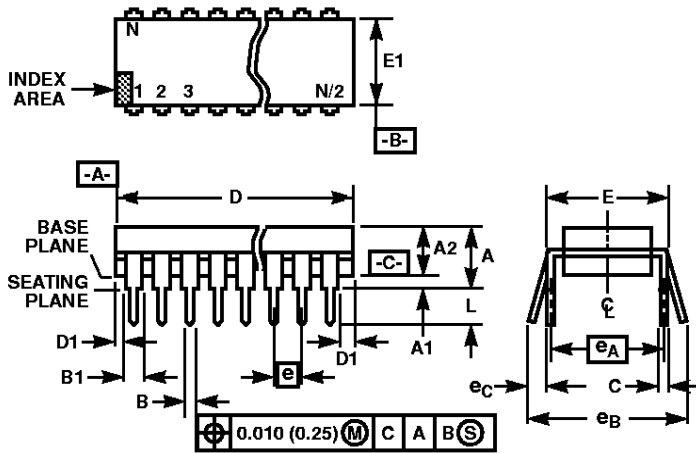 N
INDEX
AREA
1 2 3 N/2
E1
-B-
-A-
D
E
BASE
PLANE
A2
A
-C-
SEATING
PLANE
L
C
L
D1
B1
A1
D1
e
eA
B
eC
C
eB
0.010 (0.25) M C A B S